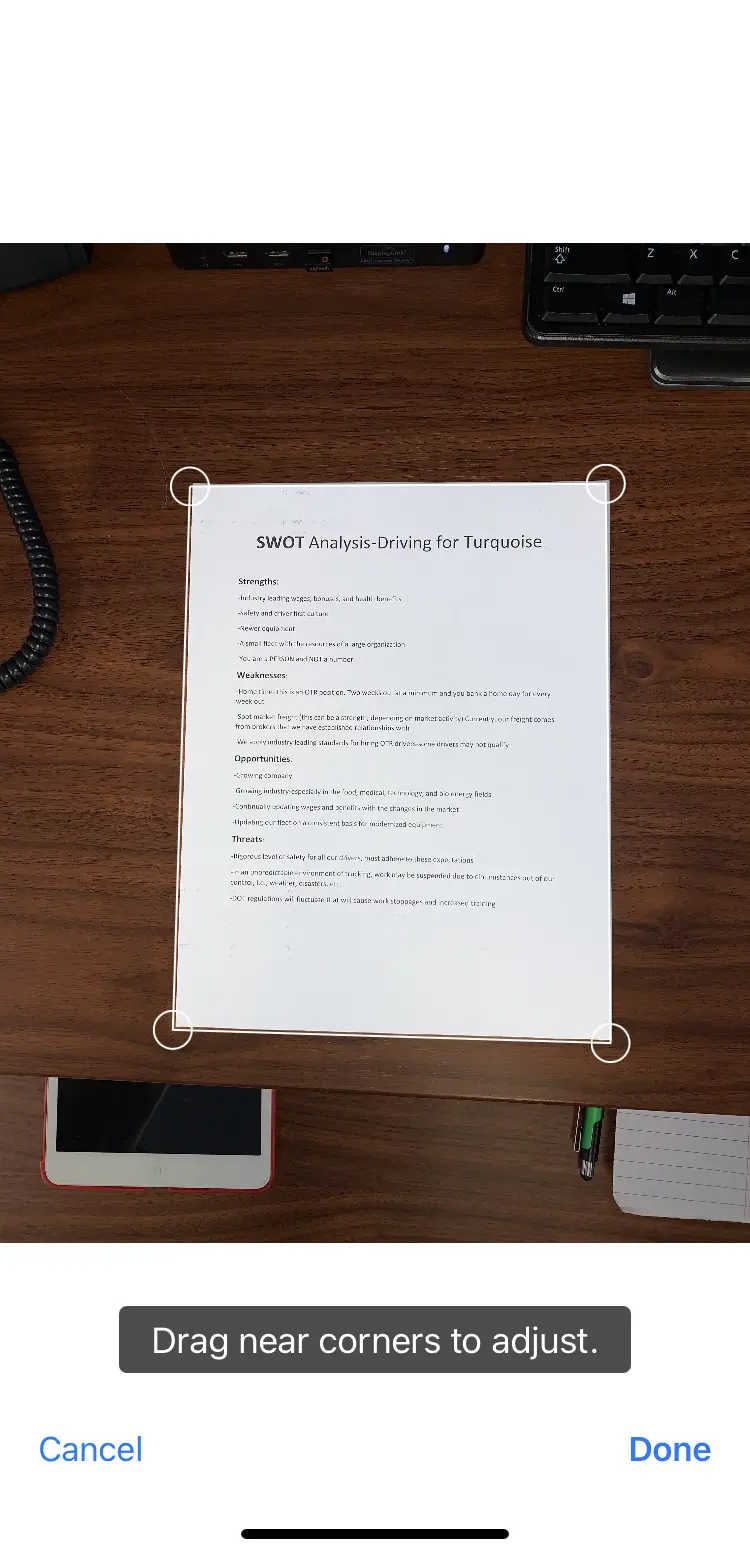 DisplayLink
Shift
Z X C
Ctrl Alt
SWOT Analysis-Driving for Turquoise
Strengths:
-Industry leading wages, bonuses, and health benefits
-Safety and driver first culture
-Newer equipment
-A small fleet with the resources of a large organization
-You are a PERSON and NOT a number
Weaknesses:
-Home time- this is an OTR position. Two weeks out at a minimum and you bank a home day for every
week out
-Spot market freight (this can be a strength, depending on market activity) Currently, our freight comes
from brokers that we have established relationships with
-We apply industry leading standards for hiring OTR drivers-some drivers may not qualify
Opportunities:
-Growing company
-Growing industry-especially in the food, medical, technology, and bio energy fields
-Continually updating wages and benefits with the changes in the market
-Updating our fleet on a consistent basis for modernized equipment
Threats:
-Rigorous level of safety for all our drivers, must adhere to these expectations
-In an unpredictable environment of trucking, work may be suspended due to circumstances out of our
control, i.e., weather, disasters, etc.
-DOT regulations will fluctuate that will cause work stoppages and increased training
Drag near corners to adjust.
Cancel
Done